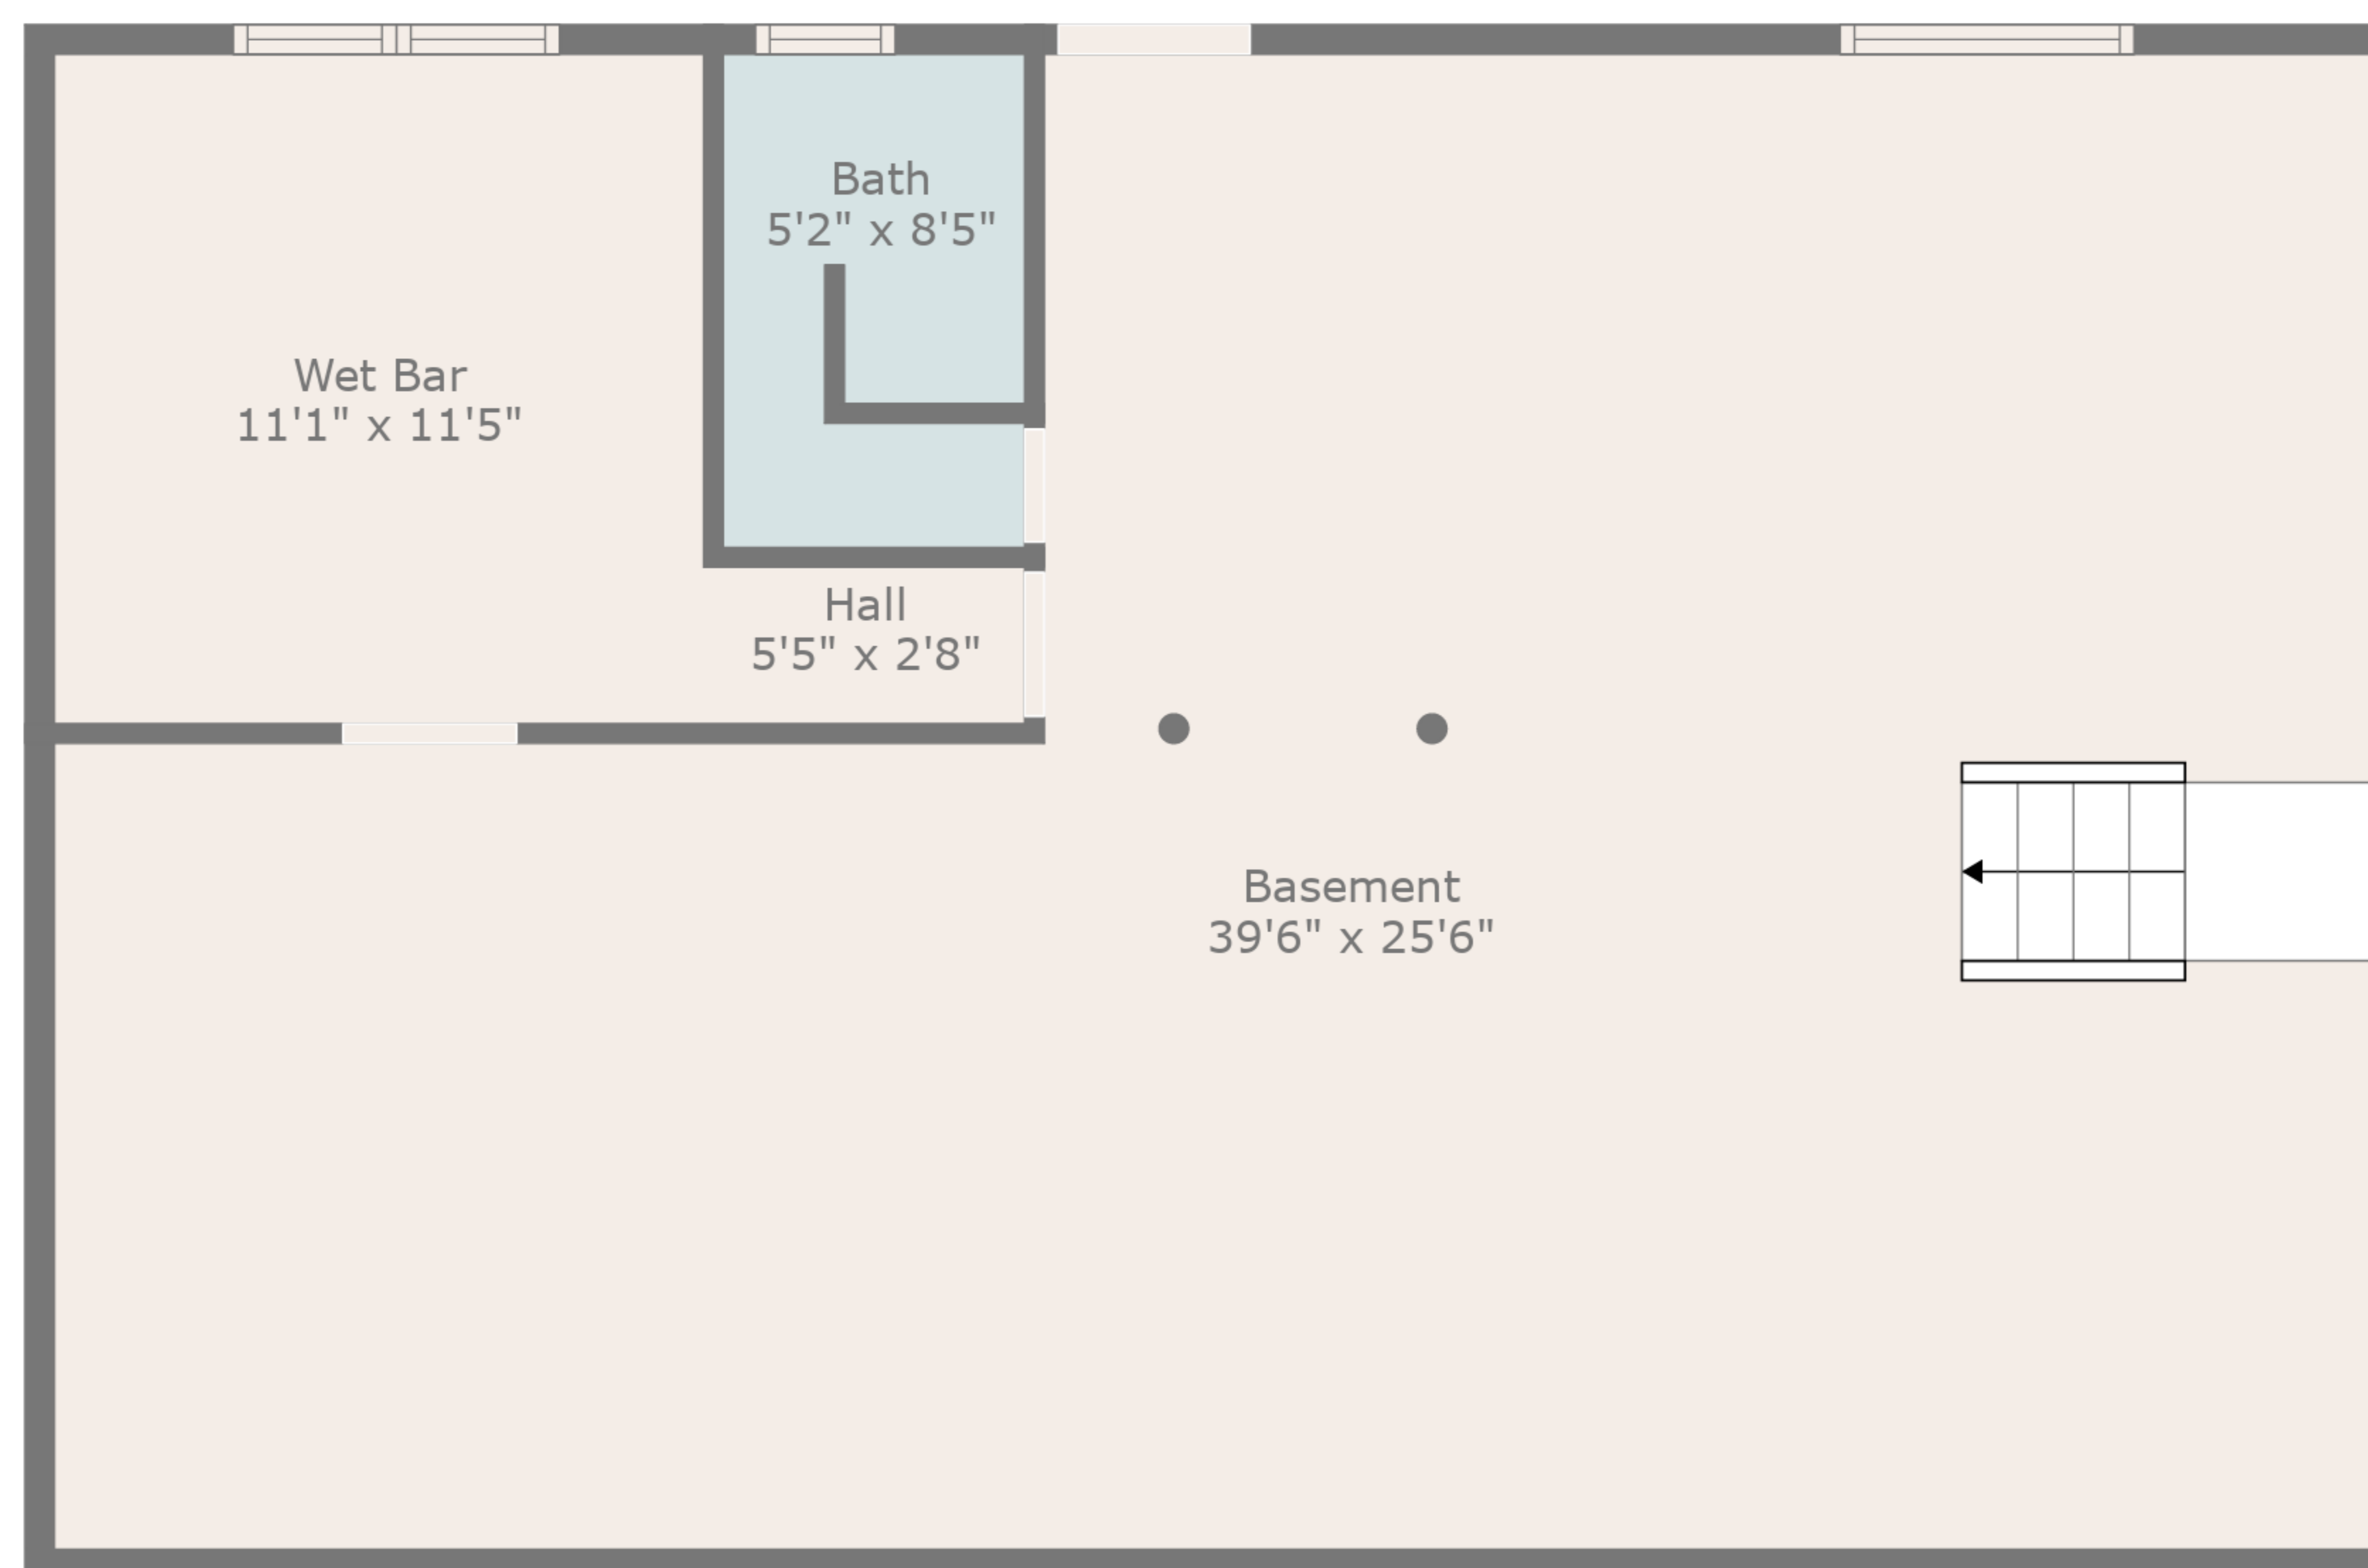 Bath
5'2" x 8'5"
Wet Bar
11'1" x 11'5"
Hall
5'5" x 2'8"
Basement
39'6" x 25'6"